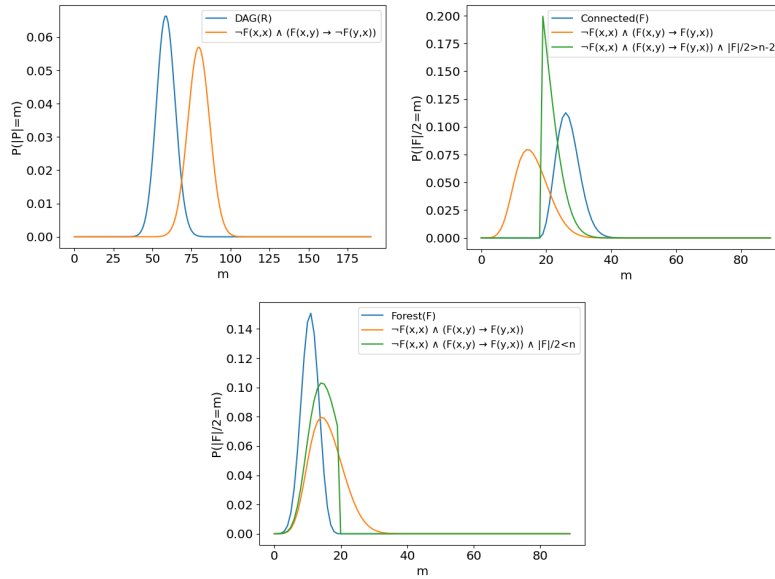 DAG(R)
¬F(x,x) ∧ (F(x,y) → ¬F(y,x))
P(|P|=m)
0.06
0.05
0.04
0.03
0.02
0.01
0.00
0 25 50 75 100 125 150 175
m
Connected(F)
¬F(x,x) ∧ (F(x,y) → F(y,x))
¬F(x,x) ∧ (F(x,y) → F(y,x)) ∧ |F|/2>n-2
P(|F|/2=m)
0.200
0.175
0.150
0.125
0.100
0.075
0.050
0.025
0.000
0 20 40 60 80
m
Forest(F)
¬F(x,x) ∧ (F(x,y) → F(y,x))
¬F(x,x) ∧ (F(x,y) → F(y,x)) ∧ |F|/2<n
P(|F|/2=m)
0.14
0.12
0.10
0.08
0.06
0.04
0.02
0.00
0 20 40 60 80
m